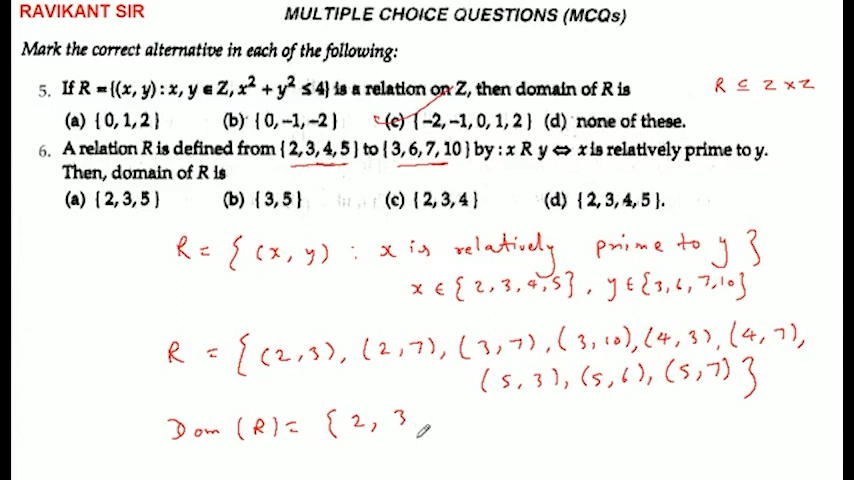 RAVIKANT SIR
MULTIPLE CHOICE QUESTIONS (MCQs)
Mark the correct alternative in each of the following:
5. If R = {(x, y) : x, y ∈ Z, x² + y² ≤ 4} is a relation on Z, then domain of R is
R ⊆ Z × Z
(a) {0, 1, 2} (b) {0, −1, −2} (c) {−2, −1, 0, 1, 2} (d) none of these.
6. A relation R is defined from {2, 3, 4, 5} to {3, 6, 7, 10} by : x R y ⇔ x is relatively prime to y.
Then, domain of R is
(a) {2, 3, 5} (b) {3, 5} (c) {2, 3, 4} (d) {2, 3, 4, 5}.
R = { (x, y) : x is relatively prime to y }
x ∈ {2, 3, 4, 5}, y ∈ {3, 6, 7, 10}
R = { (2, 3), (2, 7), (3, 7), (3, 10), (4, 3), (4, 7),
(5, 3), (5, 6), (5, 7) }
Dom (R) = { 2, 3